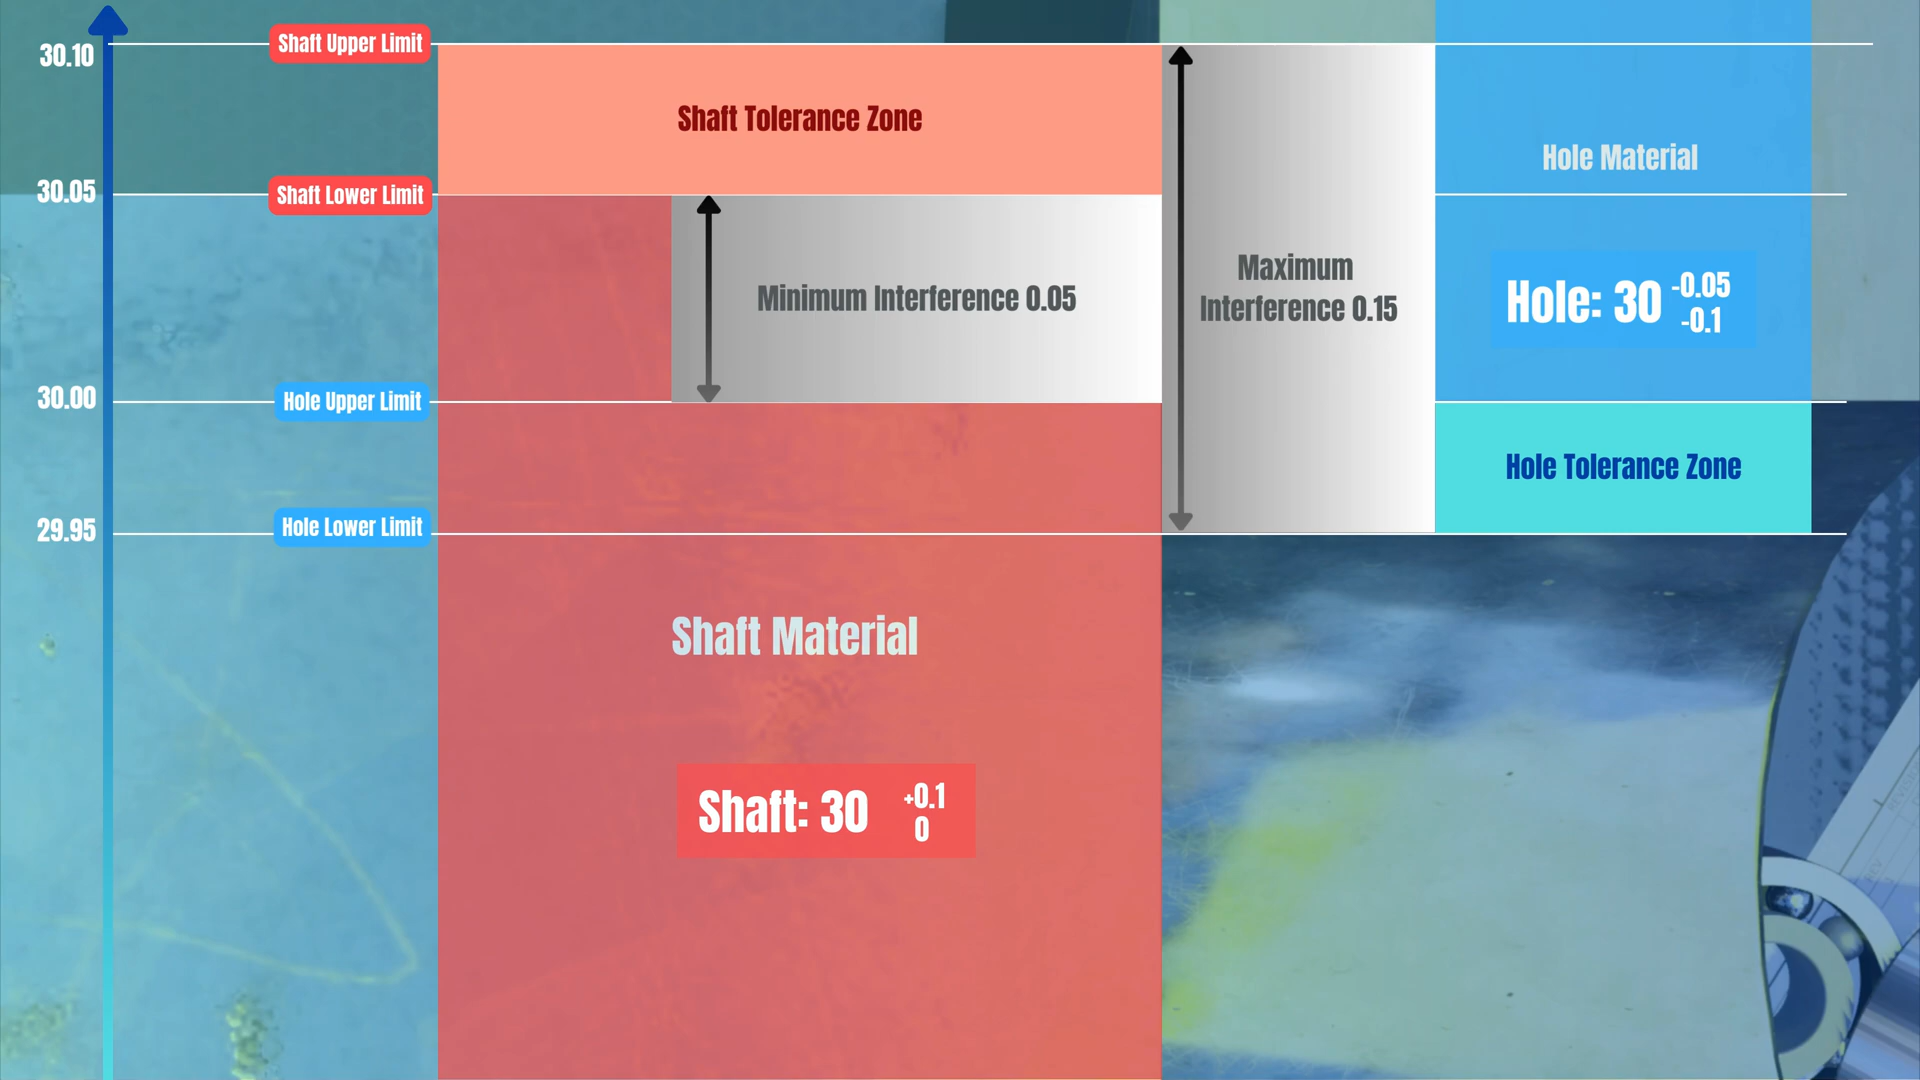 30.10
Shaft Upper Limit
Shaft Tolerance Zone
Hole Material
30.05
Shaft Lower Limit
Minimum Interference 0.05
Maximum
Interference 0.15
Hole: 30 -0.05
-0.1
30.00
Hole Upper Limit
Hole Tolerance Zone
29.95
Hole Lower Limit
Shaft Material
Shaft: 30 +0.1
0